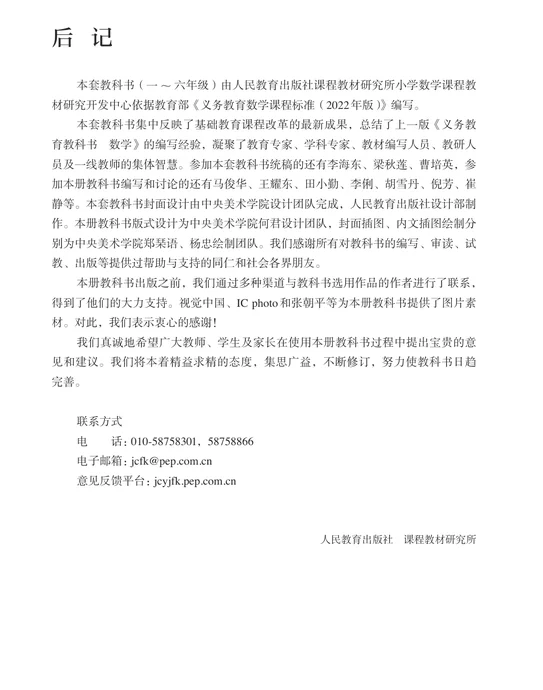 后 记
本套教科书（一～六年级）由人民教育出版社课程教材研究所小学数学课程教
材研究开发中心依据教育部《义务教育数学课程标准（2022年版）》编写。
本套教科书集中反映了基础教育课程改革的最新成果，总结了上一版《义务教
育教科书　数学》的编写经验，凝聚了教育专家、学科专家、教材编写人员、教研人
员及一线教师的集体智慧。参加本套教科书统稿的还有李海东、梁秋莲、曹培英，参
加本册教科书编写和讨论的还有马俊华、王耀东、田小勤、李俐、胡雪丹、倪芳、崔
静等。本套教科书封面设计由中央美术学院设计团队完成，人民教育出版社设计部制
作。本册教科书版式设计为中央美术学院何君设计团队，封面插图、内文插图绘制分
别为中央美术学院郑琹语、杨忠绘制团队。我们感谢所有对教科书的编写、审读、试
教、出版等提供过帮助与支持的同仁和社会各界朋友。
本册教科书出版之前，我们通过多种渠道与教科书选用作品的作者进行了联系，
得到了他们的大力支持。视觉中国、IC photo和张朝平等为本册教科书提供了图片素
材。对此，我们表示衷心的感谢！
我们真诚地希望广大教师、学生及家长在使用本册教科书过程中提出宝贵的意
见和建议。我们将本着精益求精的态度，集思广益，不断修订，努力使教科书日趋
完善。
联系方式
电　　话：010-58758301，58758866
电子邮箱：jcfk@pep.com.cn
意见反馈平台：jcyjfk.pep.com.cn
人民教育出版社　课程教材研究所